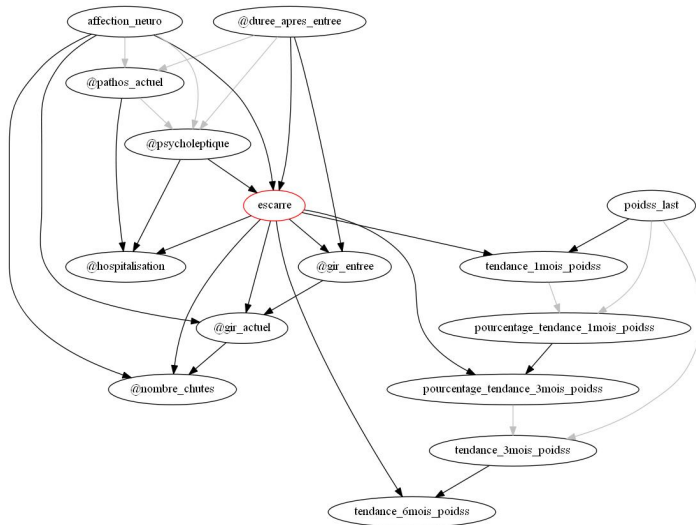 affection_neuro
@duree_apres_entree
@pathos_actuel
@psycholeptique
escarre
poidss_last
@hospitalisation
@gir_entree
tendance_1mois_poidss
@gir_actuel
pourcentage_tendance_1mois_poidss
@nombre_chutes
pourcentage_tendance_3mois_poidss
tendance_3mois_poidss
tendance_6mois_poidss